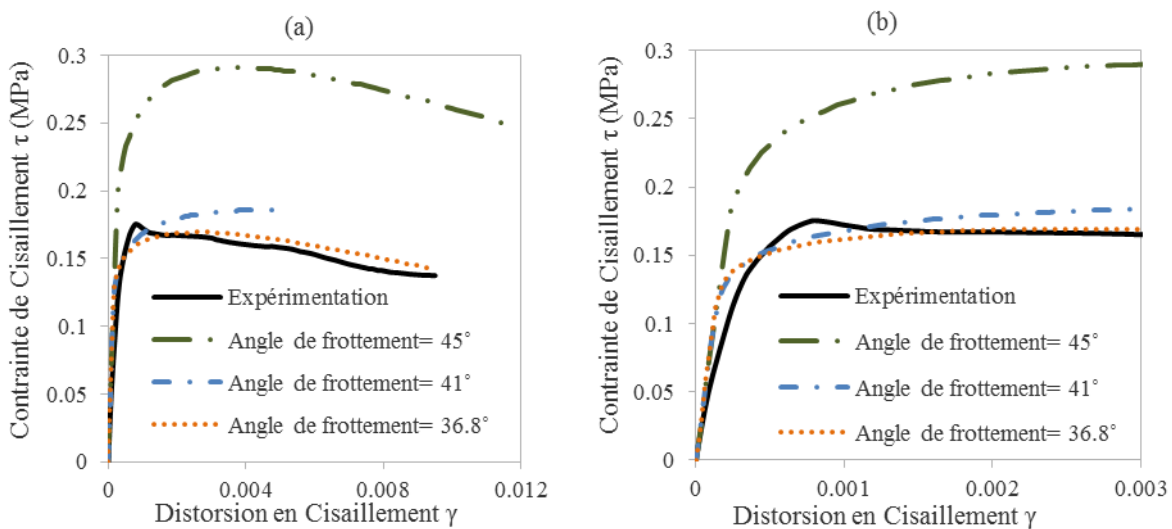 (a)
Contrainte de Cisaillement τ (MPa)
0.3
0.25
0.2
0.15
0.1
0.05
0
Expérimentation
Angle de frottement= 45°
Angle de frottement= 41°
Angle de frottement= 36.8°
0
0.004
0.008
0.012
Distorsion en Cisaillement γ
(b)
Contrainte de Cisaillement τ (MPa)
0.3
0.25
0.2
0.15
0.1
0.05
0
Expérimentation
Angle de frottement= 45°
Angle de frottement= 41°
Angle de frottement= 36.8°
0
0.001
0.002
0.003
Distorsion en Cisaillement γ